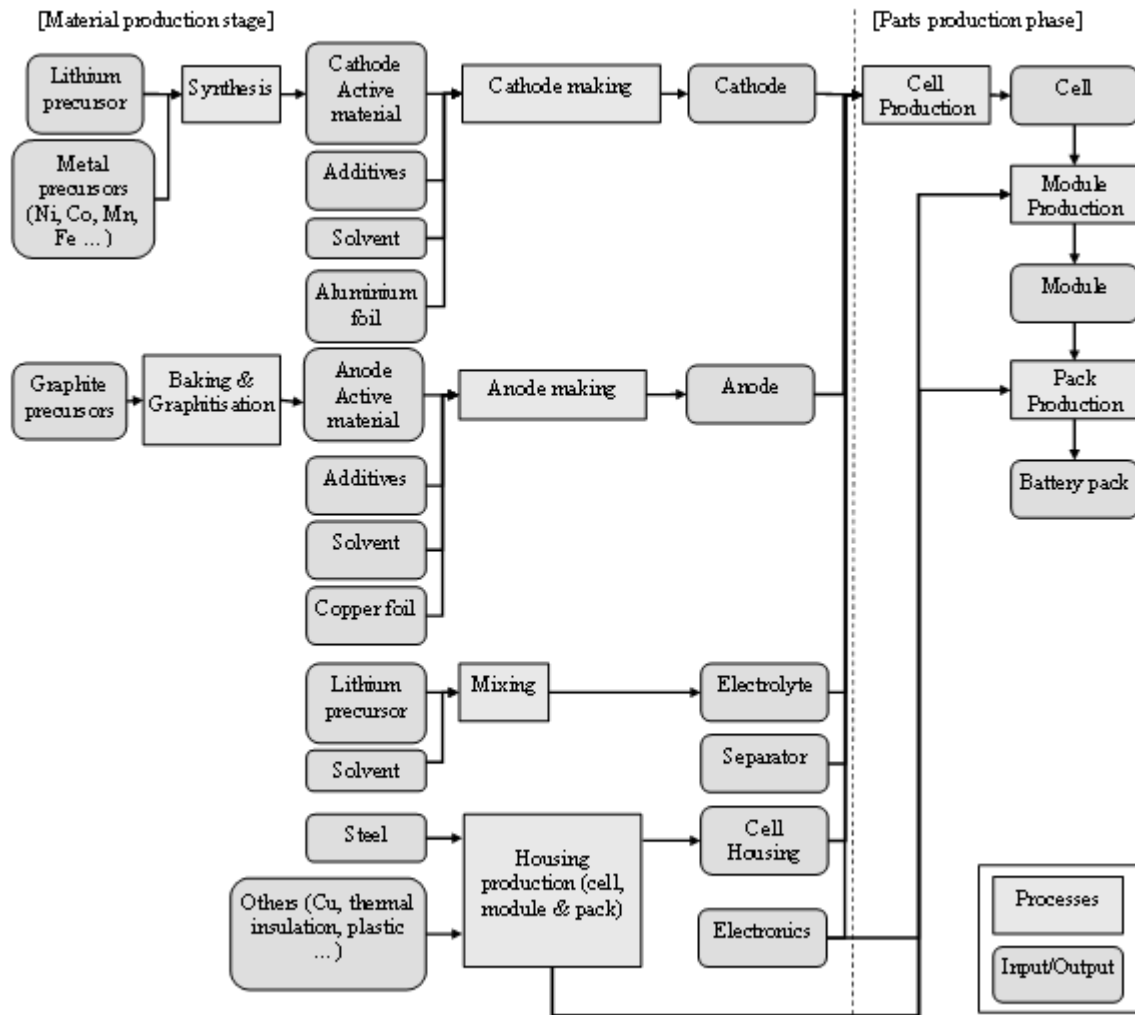 [Material production stage]
[Parts production phase]
Lithium
precursor
Synthesis
Cathode
Active
material
Cathode making
Cathode
Cell
Production
Cell
Metal
precursors
(Ni, Co, Mn,
Fe ... )
Additives
Solvent
Aluminium
foil
Module
Production
Module
Graphite
precursors
Baking &
Graphitisation
Anode
Active
material
Anode making
Anode
Pack
Production
Additives
Battery pack
Solvent
Copper foil
Lithium
precursor
Mixing
Electrolyte
Solvent
Separator
Steel
Housing
production (cell,
module & pack)
Cell
Housing
Others (Cu, thermal
insulation, plastic
... )
Electronics
Processes
Input/Output